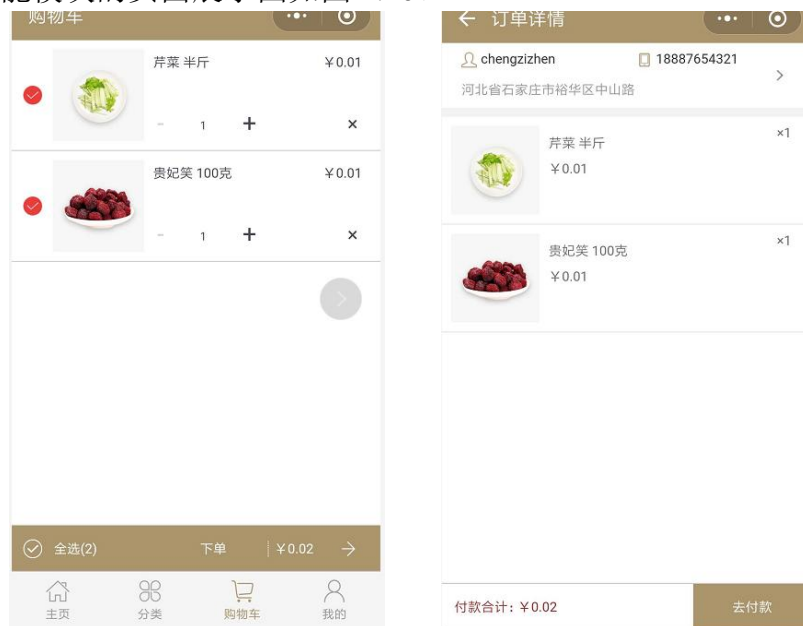 购物车
芹菜 半斤 ¥0.01
- 1 + ×
贵妃笑 100克 ¥0.01
- 1 + ×
全选(2) 下单 ¥0.02
主页 分类 购物车 我的
订单详情
chengzizhen 18887654321
河北省石家庄市裕华区中山路
芹菜 半斤 ×1
¥0.01
贵妃笑 100克 ×1
¥0.01
付款合计：¥0.02 去付款